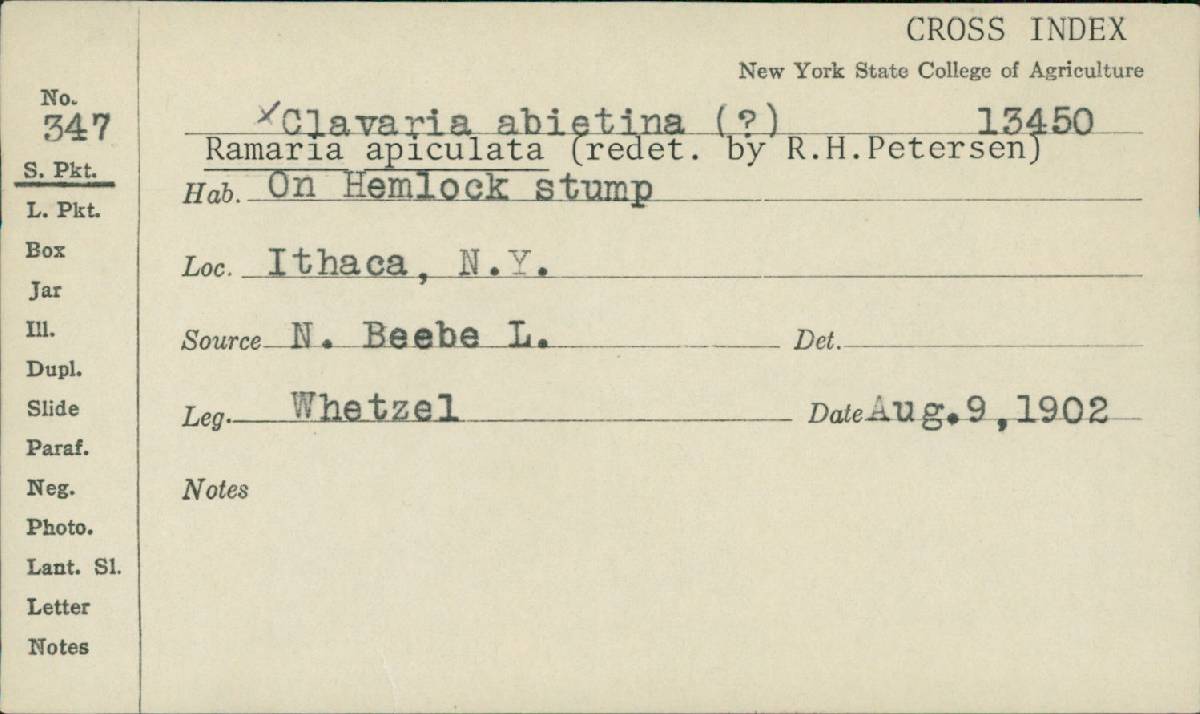 CROSS INDEX
New York State College of Agriculture
No.
347
S. Pkt.
L. Pkt.
Box
Jar
Ill.
Dupl.
Slide
Paraf.
Neg.
Photo.
Lant. Sl.
Letter
Notes
xClavaria abietina (?) 13450
Ramaria apiculata (redet. by R.H.Petersen)
Hab. On Hemlock stump
Loc. Ithaca, N.Y.
Source N. Beebe L. Det.
Leg. Whetzel Date Aug.9,1902
Notes